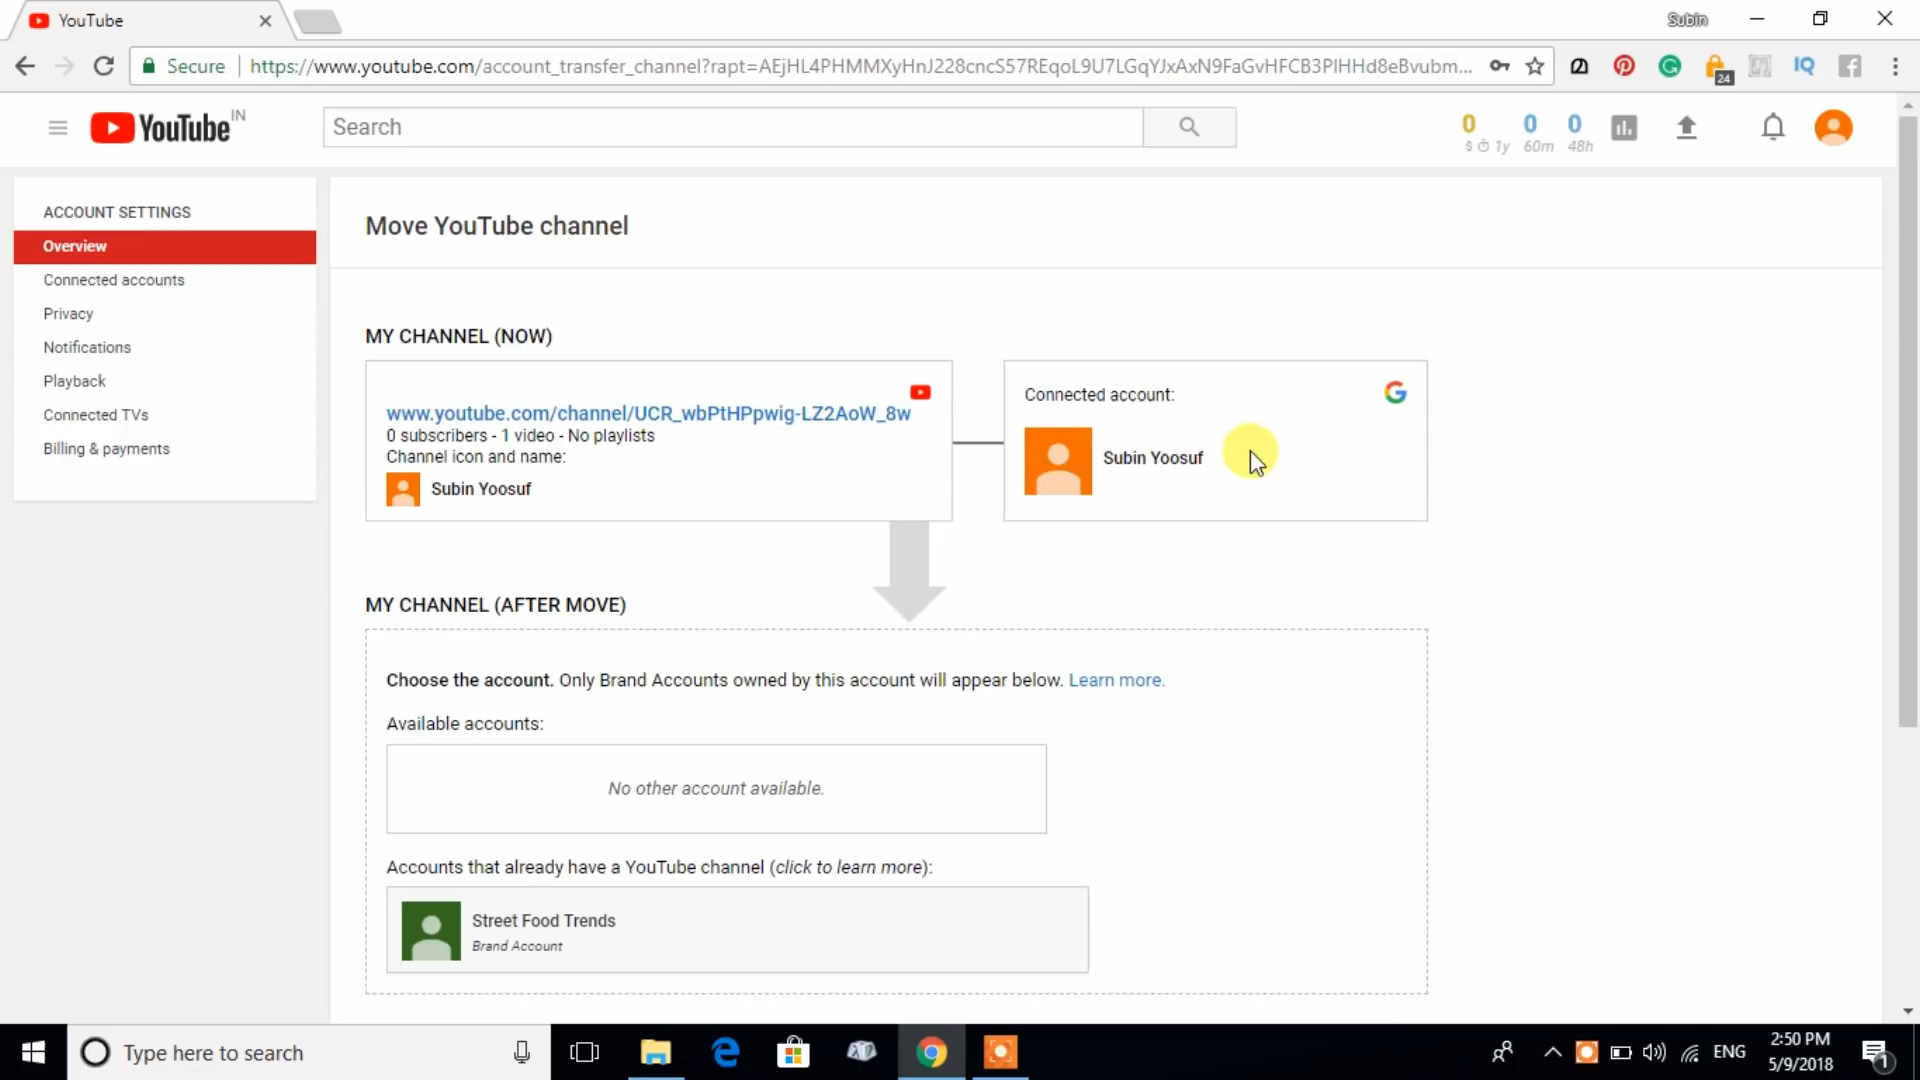 YouTube
Subin
Secure
https://www.youtube.com/account_transfer_channel?rapt=AEjHL4PHMMXyHnJ228cncS57REqoL9U7LGqYJxAxN9FaGvHFCB3PIHHd8eBvubm...
24
IQ
YouTube IN
Search
0 0 0
$ 1y 60m 48h
ACCOUNT SETTINGS
Overview
Connected accounts
Privacy
Notifications
Playback
Connected TVs
Billing & payments
Move YouTube channel
MY CHANNEL (NOW)
www.youtube.com/channel/UCR_wbPtHPpwig-LZ2AoW_8w
0 subscribers - 1 video - No playlists
Channel icon and name:
Subin Yoosuf
Connected account:
Subin Yoosuf
MY CHANNEL (AFTER MOVE)
Choose the account. Only Brand Accounts owned by this account will appear below. Learn more.
Available accounts:
No other account available.
Accounts that already have a YouTube channel (click to learn more):
Street Food Trends
Brand Account
Type here to search
ENG
2:50 PM
5/9/2018
1